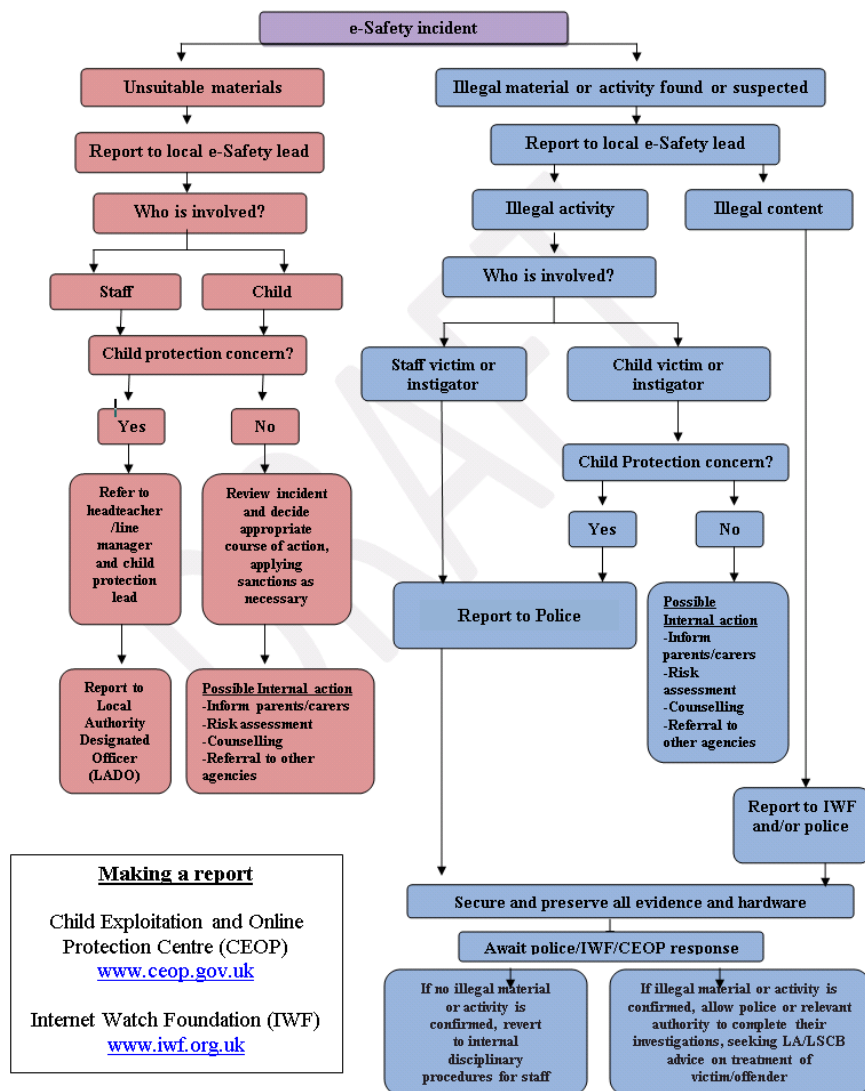 e-Safety incident
Unsuitable materials
Illegal material or activity found or suspected
Report to local e-Safety lead
Report to local e-Safety lead
Who is involved?
Illegal activity
Illegal content
Staff
Child
Who is involved?
Child protection concern?
Staff victim or
instigator
Child victim or
instigator
Yes
No
Child Protection concern?
Refer to
headteacher
/line
manager
and child
protection
lead
Review incident
and decide
appropriate
course of action,
applying
sanctions as
necessary
Yes
No
Report to Police
Possible
Internal action
-Inform
parents/carers
-Risk
assessment
-Counselling
-Referral to
other agencies
Report to
Local
Authority
Designated
Officer
(LADO)
Possible Internal action
-Inform parents/carers
-Risk assessment
-Counselling
-Referral to other
agencies
Report to IWF
and/or police
Secure and preserve all evidence and hardware
Await police/IWF/CEOP response
If no illegal material
or activity is
confirmed, revert
to internal
disciplinary
procedures for staff
If illegal material or activity is
confirmed, allow police or relevant
authority to complete their
investigations, seeking LA/LSCB
advice on treatment of
victim/offender
Making a report
Child Exploitation and Online
Protection Centre (CEOP)
www.ceop.gov.uk
Internet Watch Foundation (IWF)
www.iwf.org.uk
DRAFT